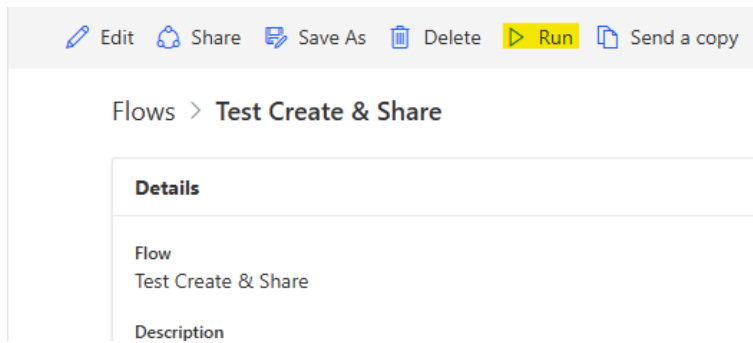 Edit Share Save As Delete Run Send a copy
Flows > Test Create & Share
Details
Flow
Test Create & Share
Description